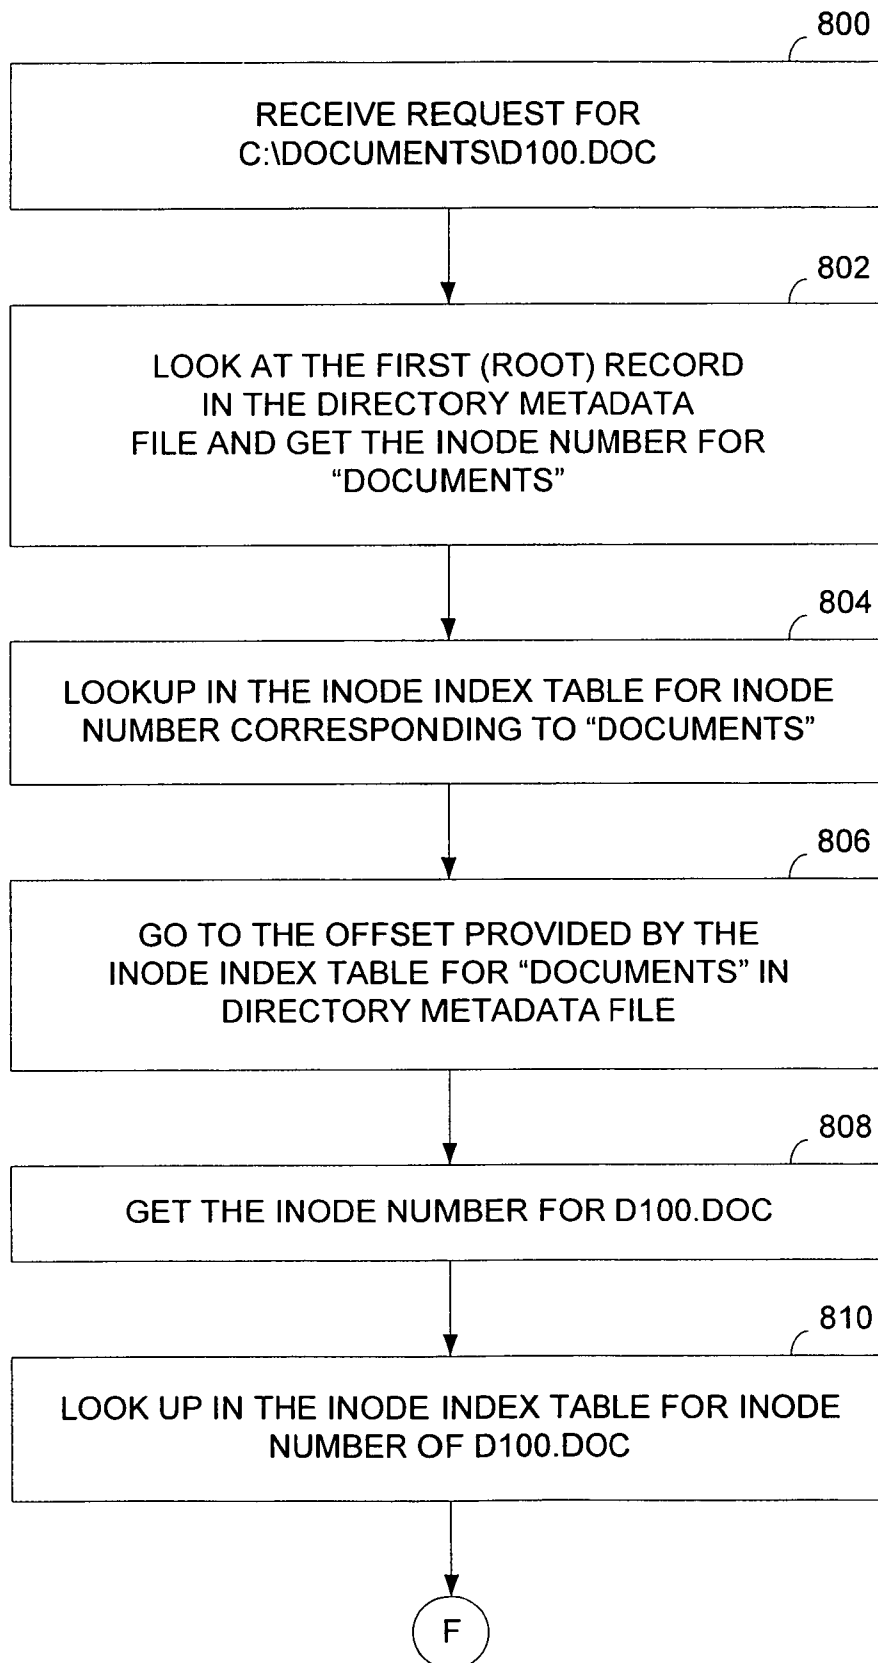 800
RECEIVE REQUEST FOR
C:\DOCUMENTS\D100.DOC
802
LOOK AT THE FIRST (ROOT) RECORD
IN THE DIRECTORY METADATA
FILE AND GET THE INODE NUMBER FOR
“DOCUMENTS”
804
LOOKUP IN THE INODE INDEX TABLE FOR INODE
NUMBER CORRESPONDING TO “DOCUMENTS”
806
GO TO THE OFFSET PROVIDED BY THE
INODE INDEX TABLE FOR “DOCUMENTS” IN
DIRECTORY METADATA FILE
808
GET THE INODE NUMBER FOR D100.DOC
810
LOOK UP IN THE INODE INDEX TABLE FOR INODE
NUMBER OF D100.DOC
F